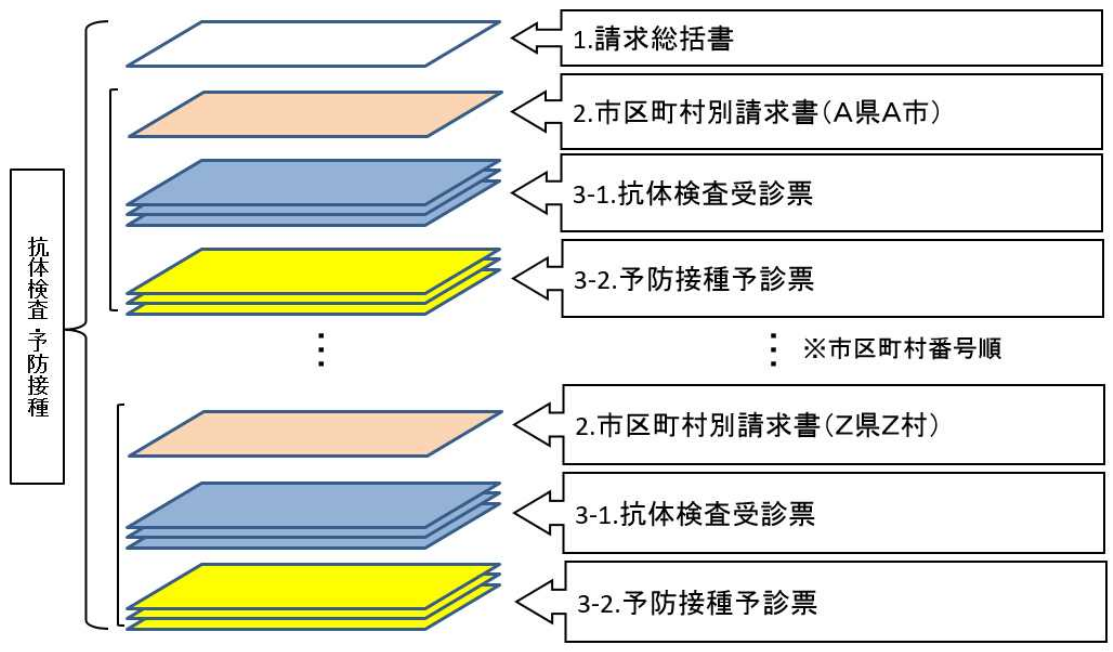 1.請求総括書
2.市区町村別請求書（A県A市）
3-1.抗体検査受診票
3-2.予防接種予診票
抗体検査・予防接種
⋮
⋮ ※市区町村番号順
2.市区町村別請求書（Z県Z村）
3-1.抗体検査受診票
3-2.予防接種予診票